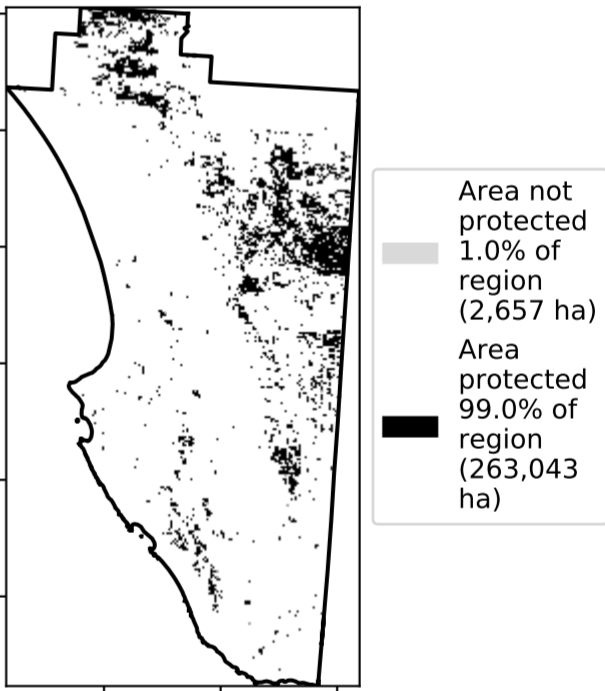 Area not
protected
1.0% of
region
(2,657 ha)
Area
protected
99.0% of
region
(263,043
ha)